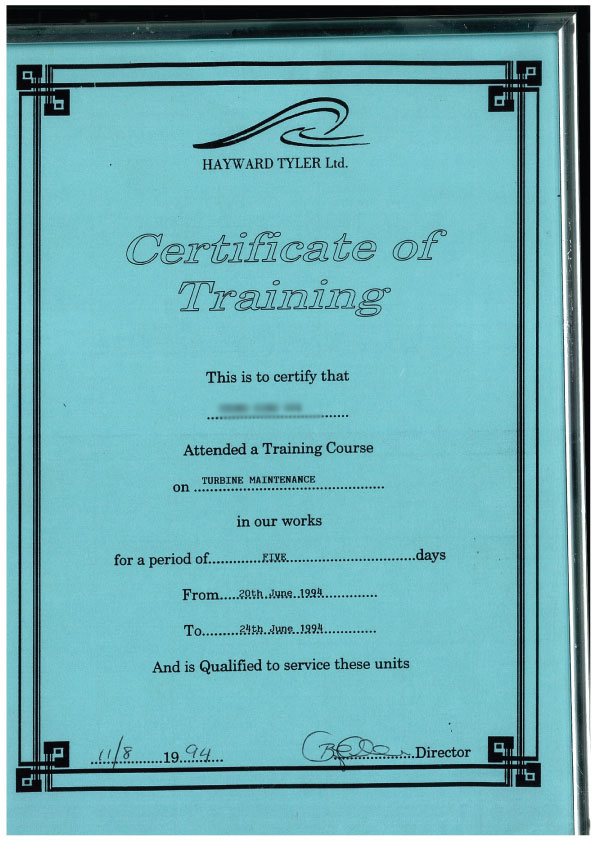 HAYWARD TYLER Ltd.
Certificate of
Training
This is to certify that
Attended a Training Course
on TURBINE MAINTENANCE
in our works
for a period of FIVE days
From 20th June 1994
To 24th June 1994
And is Qualified to service these units
11/8 1994 Director